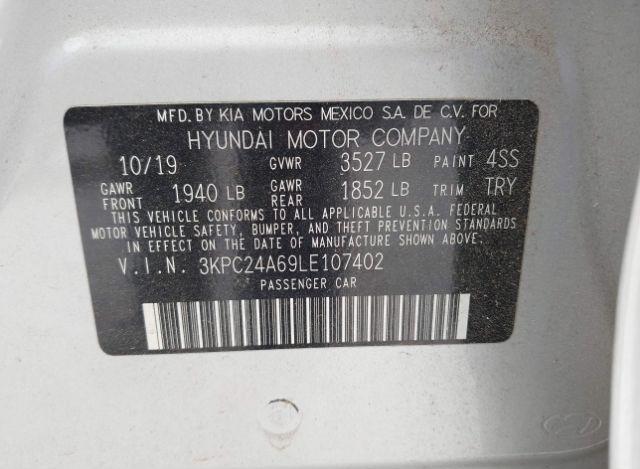 MFD. BY KIA MOTORS MEXICO S.A. DE C.V. FOR
HYUNDAI MOTOR COMPANY
10/19 GVWR 3527 LB PAINT 4SS
GAWR FRONT 1940 LB GAWR REAR 1852 LB TRIM TRY
THIS VEHICLE CONFORMS TO ALL APPLICABLE U.S.A. FEDERAL
MOTOR VEHICLE SAFETY, BUMPER, AND THEFT PREVENTION STANDARDS
IN EFFECT ON THE DATE OF MANUFACTURE SHOWN ABOVE.
V.I.N. 3KPC24A69LE107402
PASSENGER CAR